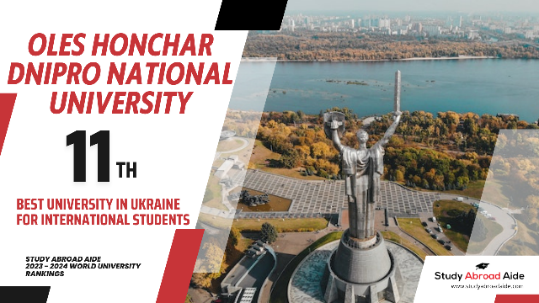 OLES HONCHAR
DNIPRO NATIONAL
UNIVERSITY
11TH
BEST UNIVERSITY IN UKRAINE
FOR INTERNATIONAL STUDENTS
STUDY ABROAD AIDE
2023 - 2024 WORLD UNIVERSITY
RANKINGS
Study Abroad Aide
www.studyabroadaide.com